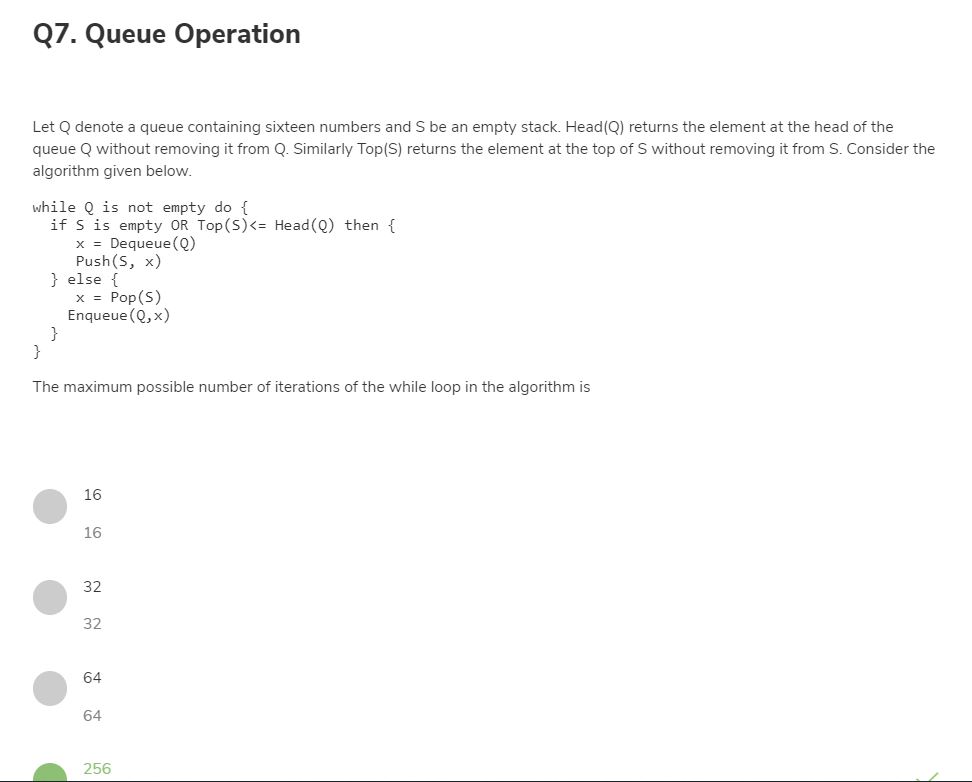 Q7. Queue Operation
Let Q denote a queue containing sixteen numbers and S be an empty stack. Head(Q) returns the element at the head of the
queue Q without removing it from Q. Similarly Top(S) returns the element at the top of S without removing it from S. Consider the
algorithm given below.
while Q is not empty do {
  if S is empty OR Top(S)<= Head(Q) then {
     x = Dequeue(Q)
     Push(S, x)
  } else {
     x = Pop(S)
    Enqueue(Q,x)
  }
}
The maximum possible number of iterations of the while loop in the algorithm is
16
16
32
32
64
64
256